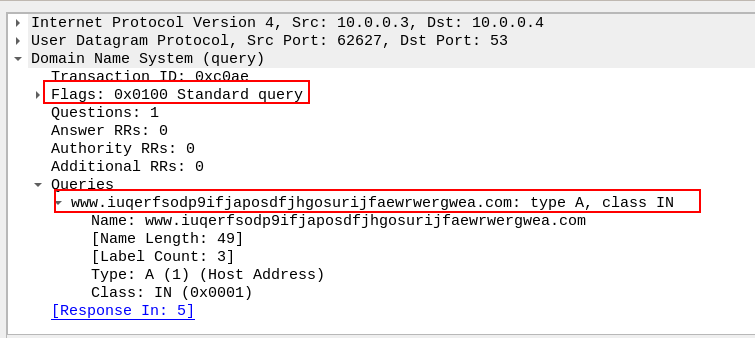 Internet Protocol Version 4, Src: 10.0.0.3, Dst: 10.0.0.4
User Datagram Protocol, Src Port: 62627, Dst Port: 53
Domain Name System (query)
Transaction ID: 0xc0ae
Flags: 0x0100 Standard query
Questions: 1
Answer RRs: 0
Authority RRs: 0
Additional RRs: 0
Queries
www.iuqerfsodp9ifjaposdfjhgosurijfaewrwergwea.com: type A, class IN
Name: www.iuqerfsodp9ifjaposdfjhgosurijfaewrwergwea.com
[Name Length: 49]
[Label Count: 3]
Type: A (1) (Host Address)
Class: IN (0x0001)
[Response In: 5]